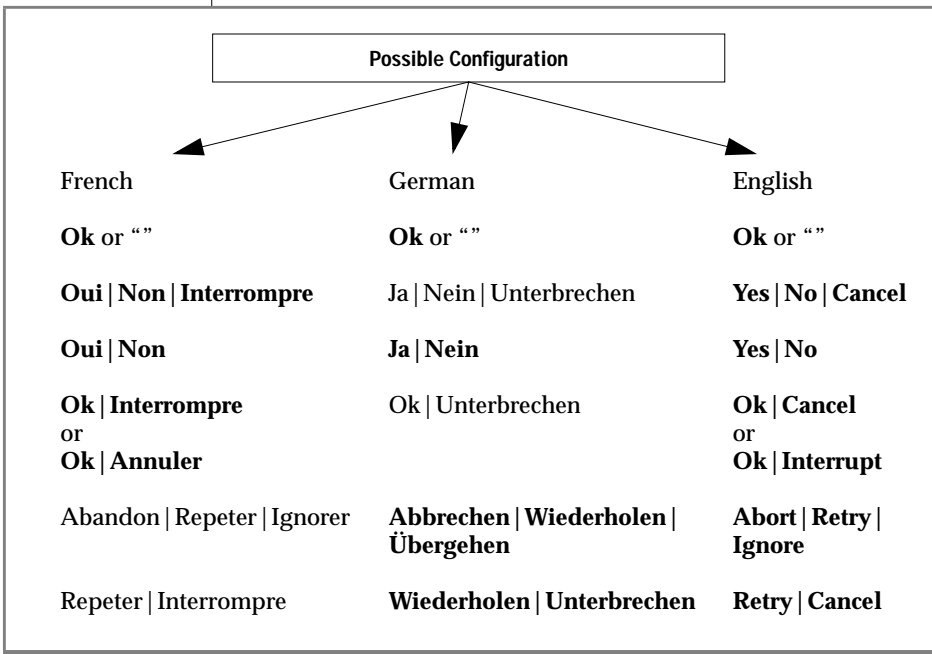 Possible Configuration
French German English
Ok or “” Ok or “” Ok or “”
Oui|Non|Interrompre Ja|Nein|Unterbrechen Yes|No|Cancel
Oui|Non Ja|Nein Yes|No
Ok|Interrompre Ok|Unterbrechen Ok|Cancel
or or
Ok|Annuler Ok|Interrupt
Abandon|Repeter|Ignorer Abbrechen|Wiederholen| Abort|Retry|
Übergehen Ignore
Repeter|Interrompre Wiederholen|Unterbrechen Retry|Cancel